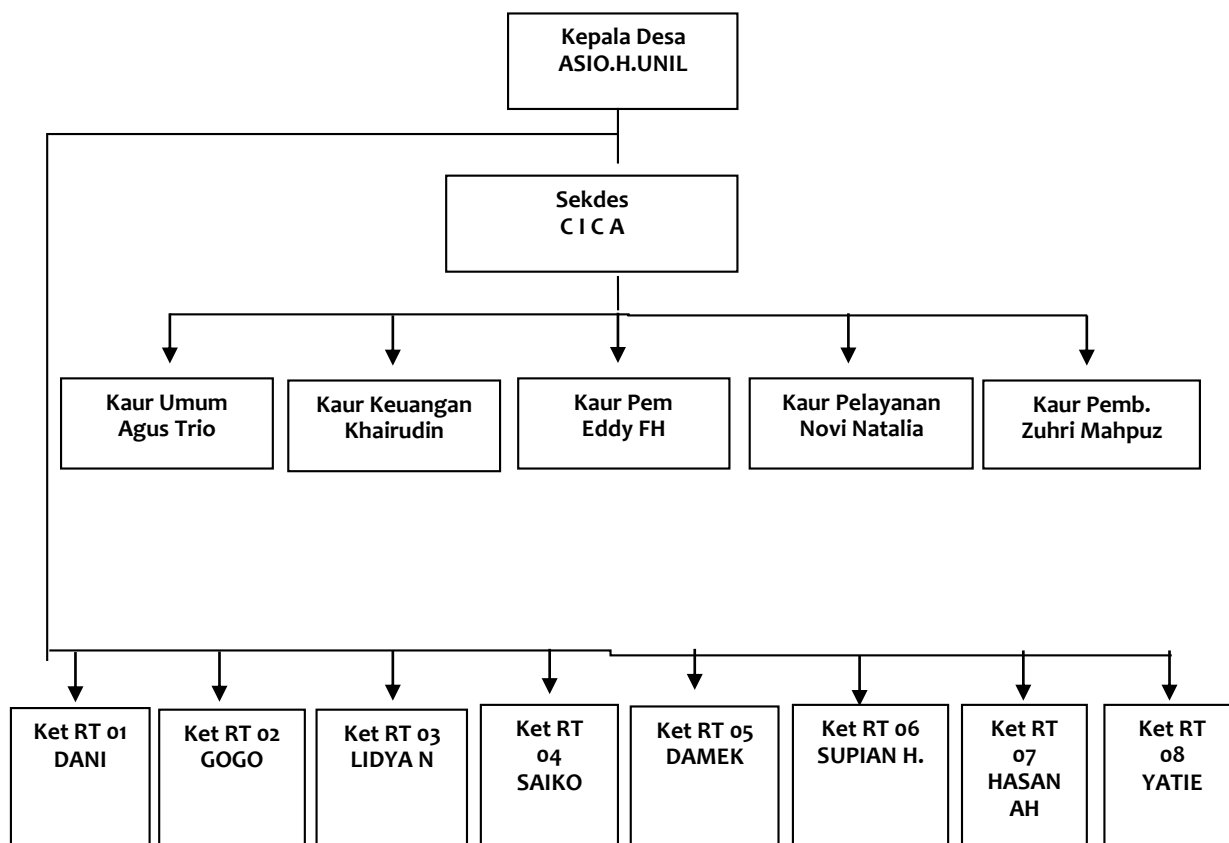 Kepala Desa
ASIO.H.UNIL
Sekdes
C I C A
Kaur Umum
Agus Trio
Kaur Keuangan
Khairudin
Kaur Pem
Eddy FH
Kaur Pelayanan
Novi Natalia
Kaur Pemb.
Zuhri Mahpuz
Ket RT 01
DANI
Ket RT 02
GOGO
Ket RT 03
LIDYA N
Ket RT
04
SAIKO
Ket RT 05
DAMEK
Ket RT 06
SUPIAN H.
Ket RT
07
HASAN
AH
Ket RT
08
YATIE